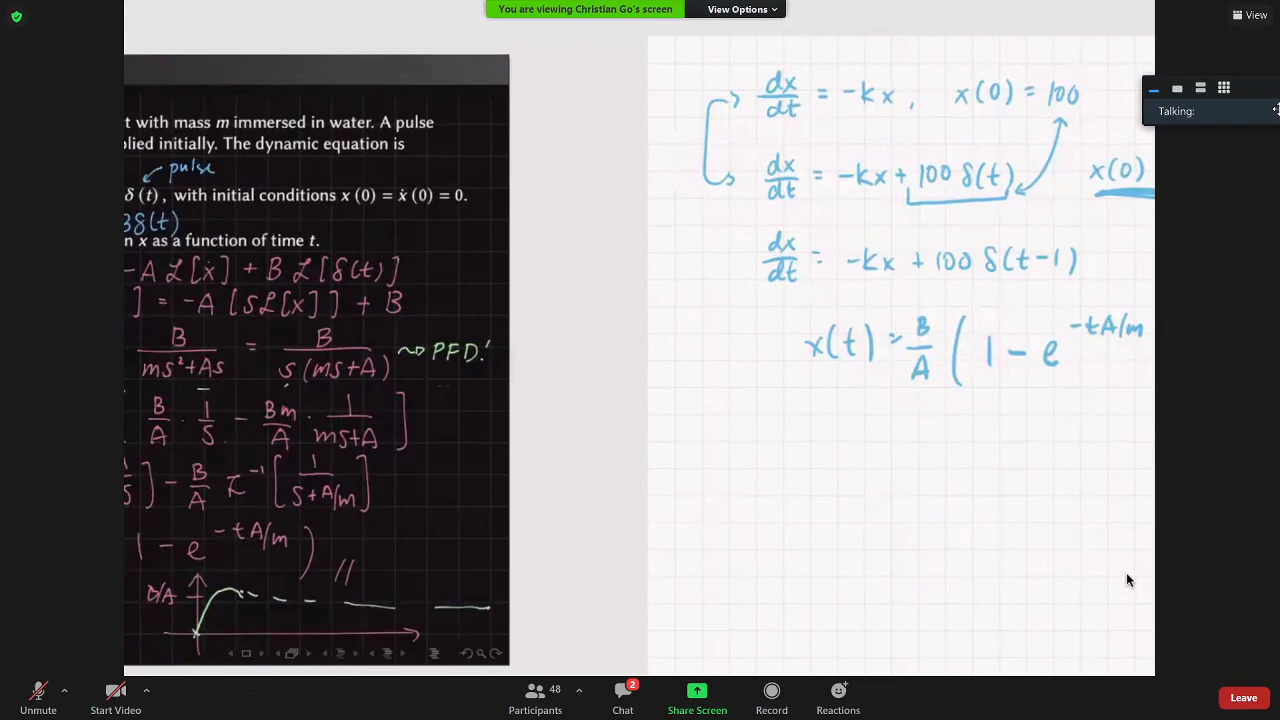 You are viewing Christian Go's screen
View Options
View
Talking:
t with mass m immersed in water. A pulse
plied initially. The dynamic equation is
↙ pulse
δ (t), with initial conditions x (0) = ẋ (0) = 0.
Bδ(t)
n x as a function of time t.
-A ℒ[ẋ] + B ℒ[δ(t)]
] = -A [sℒ[x]] + B
B/(ms²+As) = B/(s(ms+A)) ⇝ PFD!
B/A · 1/s - Bm/A · 1/(ms+A) ]
1/s] - B/A ℒ⁻¹ [1/(s+A/m)]
1 - e^(-tA/m) ) //
B/A
dx/dt = -kx, x(0) = 100
dx/dt = -kx + 100 δ(t) x(0)
dx/dt = -kx + 100 δ(t-1)
x(t) = B/A ( 1 - e^(-tA/m)
Unmute
Start Video
48
Participants
2
Chat
Share Screen
Record
Reactions
Leave